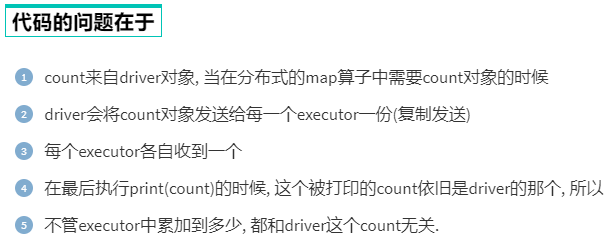 代码的问题在于
1 count来自driver对象, 当在分布式的map算子中需要count对象的时候
2 driver会将count对象发送给每一个executor一份(复制发送)
3 每个executor各自收到一个
4 在最后执行print(count)的时候, 这个被打印的count依旧是driver的那个, 所以
5 不管executor中累加到多少, 都和driver这个count无关.